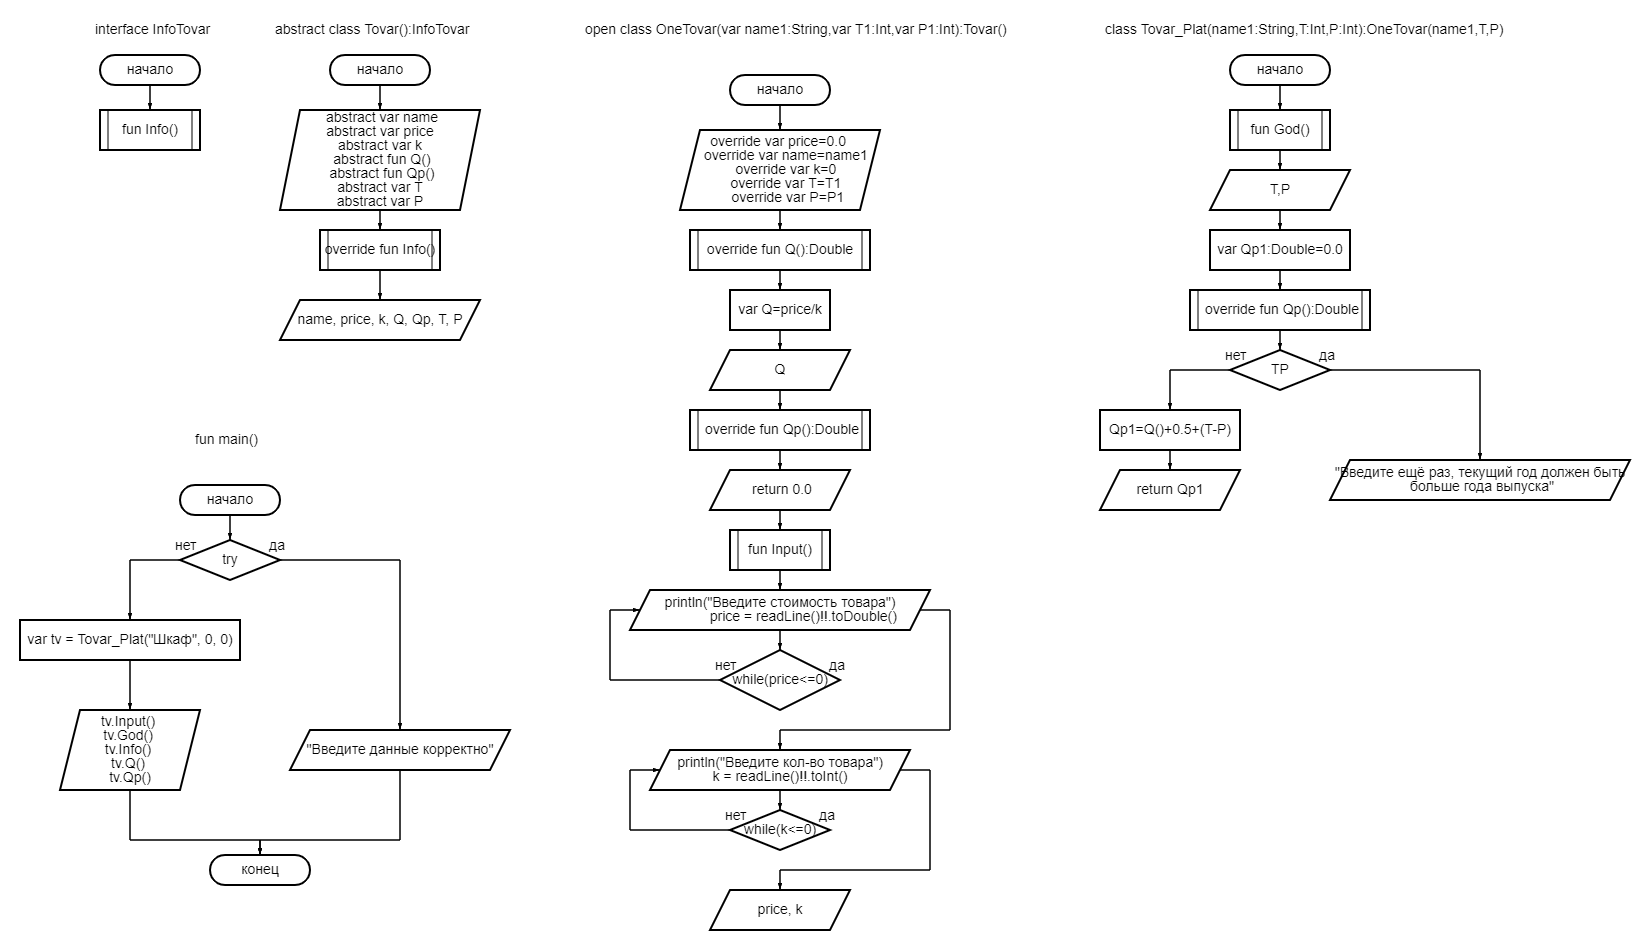 interface InfoTovar
начало
fun Info()
abstract class Tovar():InfoTovar
начало
abstract var name
abstract var price
abstract var k
abstract fun Q()
abstract fun Qp()
abstract var T
abstract var P
override fun Info()
name, price, k, Q, Qp, T, P
fun main()
начало
нет
да
try
var tv = Tovar_Plat("Шкаф", 0, 0)
tv.Input()
tv.God()
tv.Info()
tv.Q()
tv.Qp()
"Введите данные корректно"
конец
open class OneTovar(var name1:String,var T1:Int,var P1:Int):Tovar()
начало
override var price=0.0
override var name=name1
override var k=0
override var T=T1
override var P=P1
override fun Q():Double
var Q=price/k
Q
override fun Qp():Double
return 0.0
fun Input()
println("Введите стоимость товара")
price = readLine()!!.toDouble()
нет
да
while(price<=0)
println("Введите кол-во товара")
k = readLine()!!.toInt()
нет
да
while(k<=0)
price, k
class Tovar_Plat(name1:String,T:Int,P:Int):OneTovar(name1,T,P)
начало
fun God()
T,P
var Qp1:Double=0.0
override fun Qp():Double
нет
да
TP
Qp1=Q()+0.5+(T-P)
return Qp1
"Введите ещё раз, текущий год должен быть
больше года выпуска"